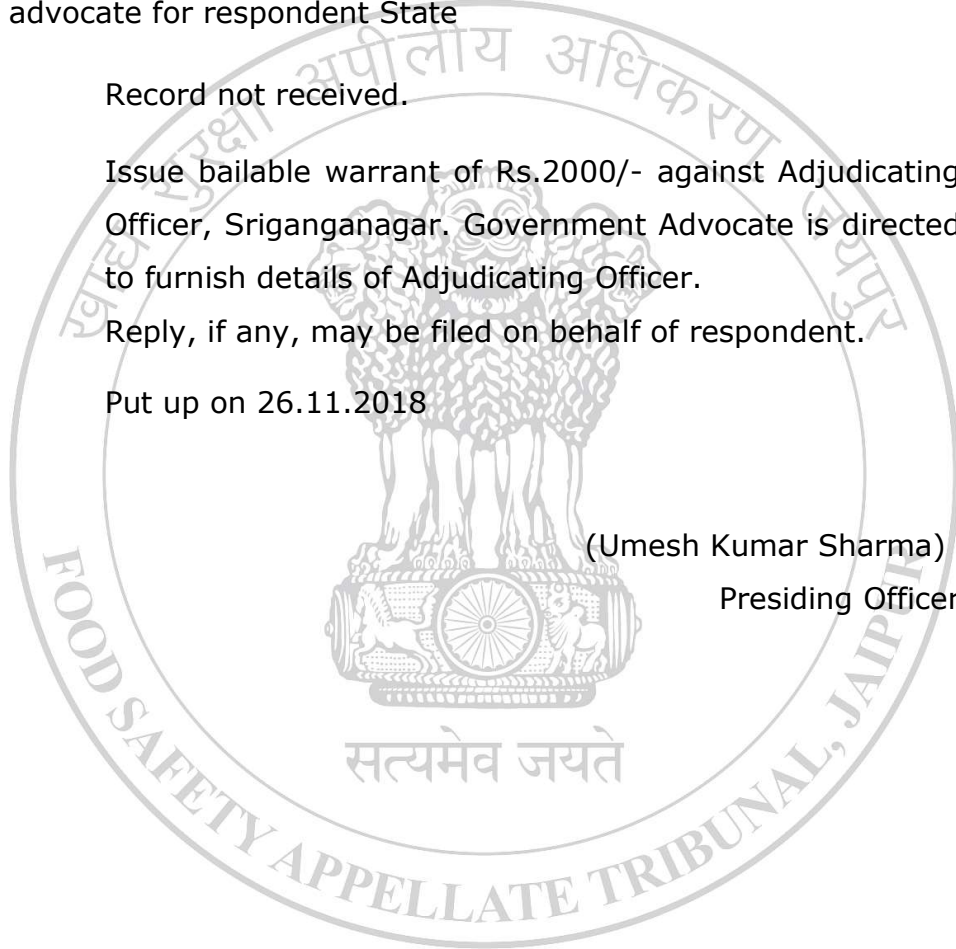 advocate for respondent State
Record not received.
Issue bailable warrant of Rs.2000/- against Adjudicating
Officer, Sriganganagar. Government Advocate is directed
to furnish details of Adjudicating Officer.
Reply, if any, may be filed on behalf of respondent.
Put up on 26.11.2018
(Umesh Kumar Sharma)
Presiding Officer
खाद्य सुरक्षा अपीलीय अधिकरण जयपुर
सत्यमेव जयते
FOOD SAFETY APPELLATE TRIBUNAL, JAIPUR